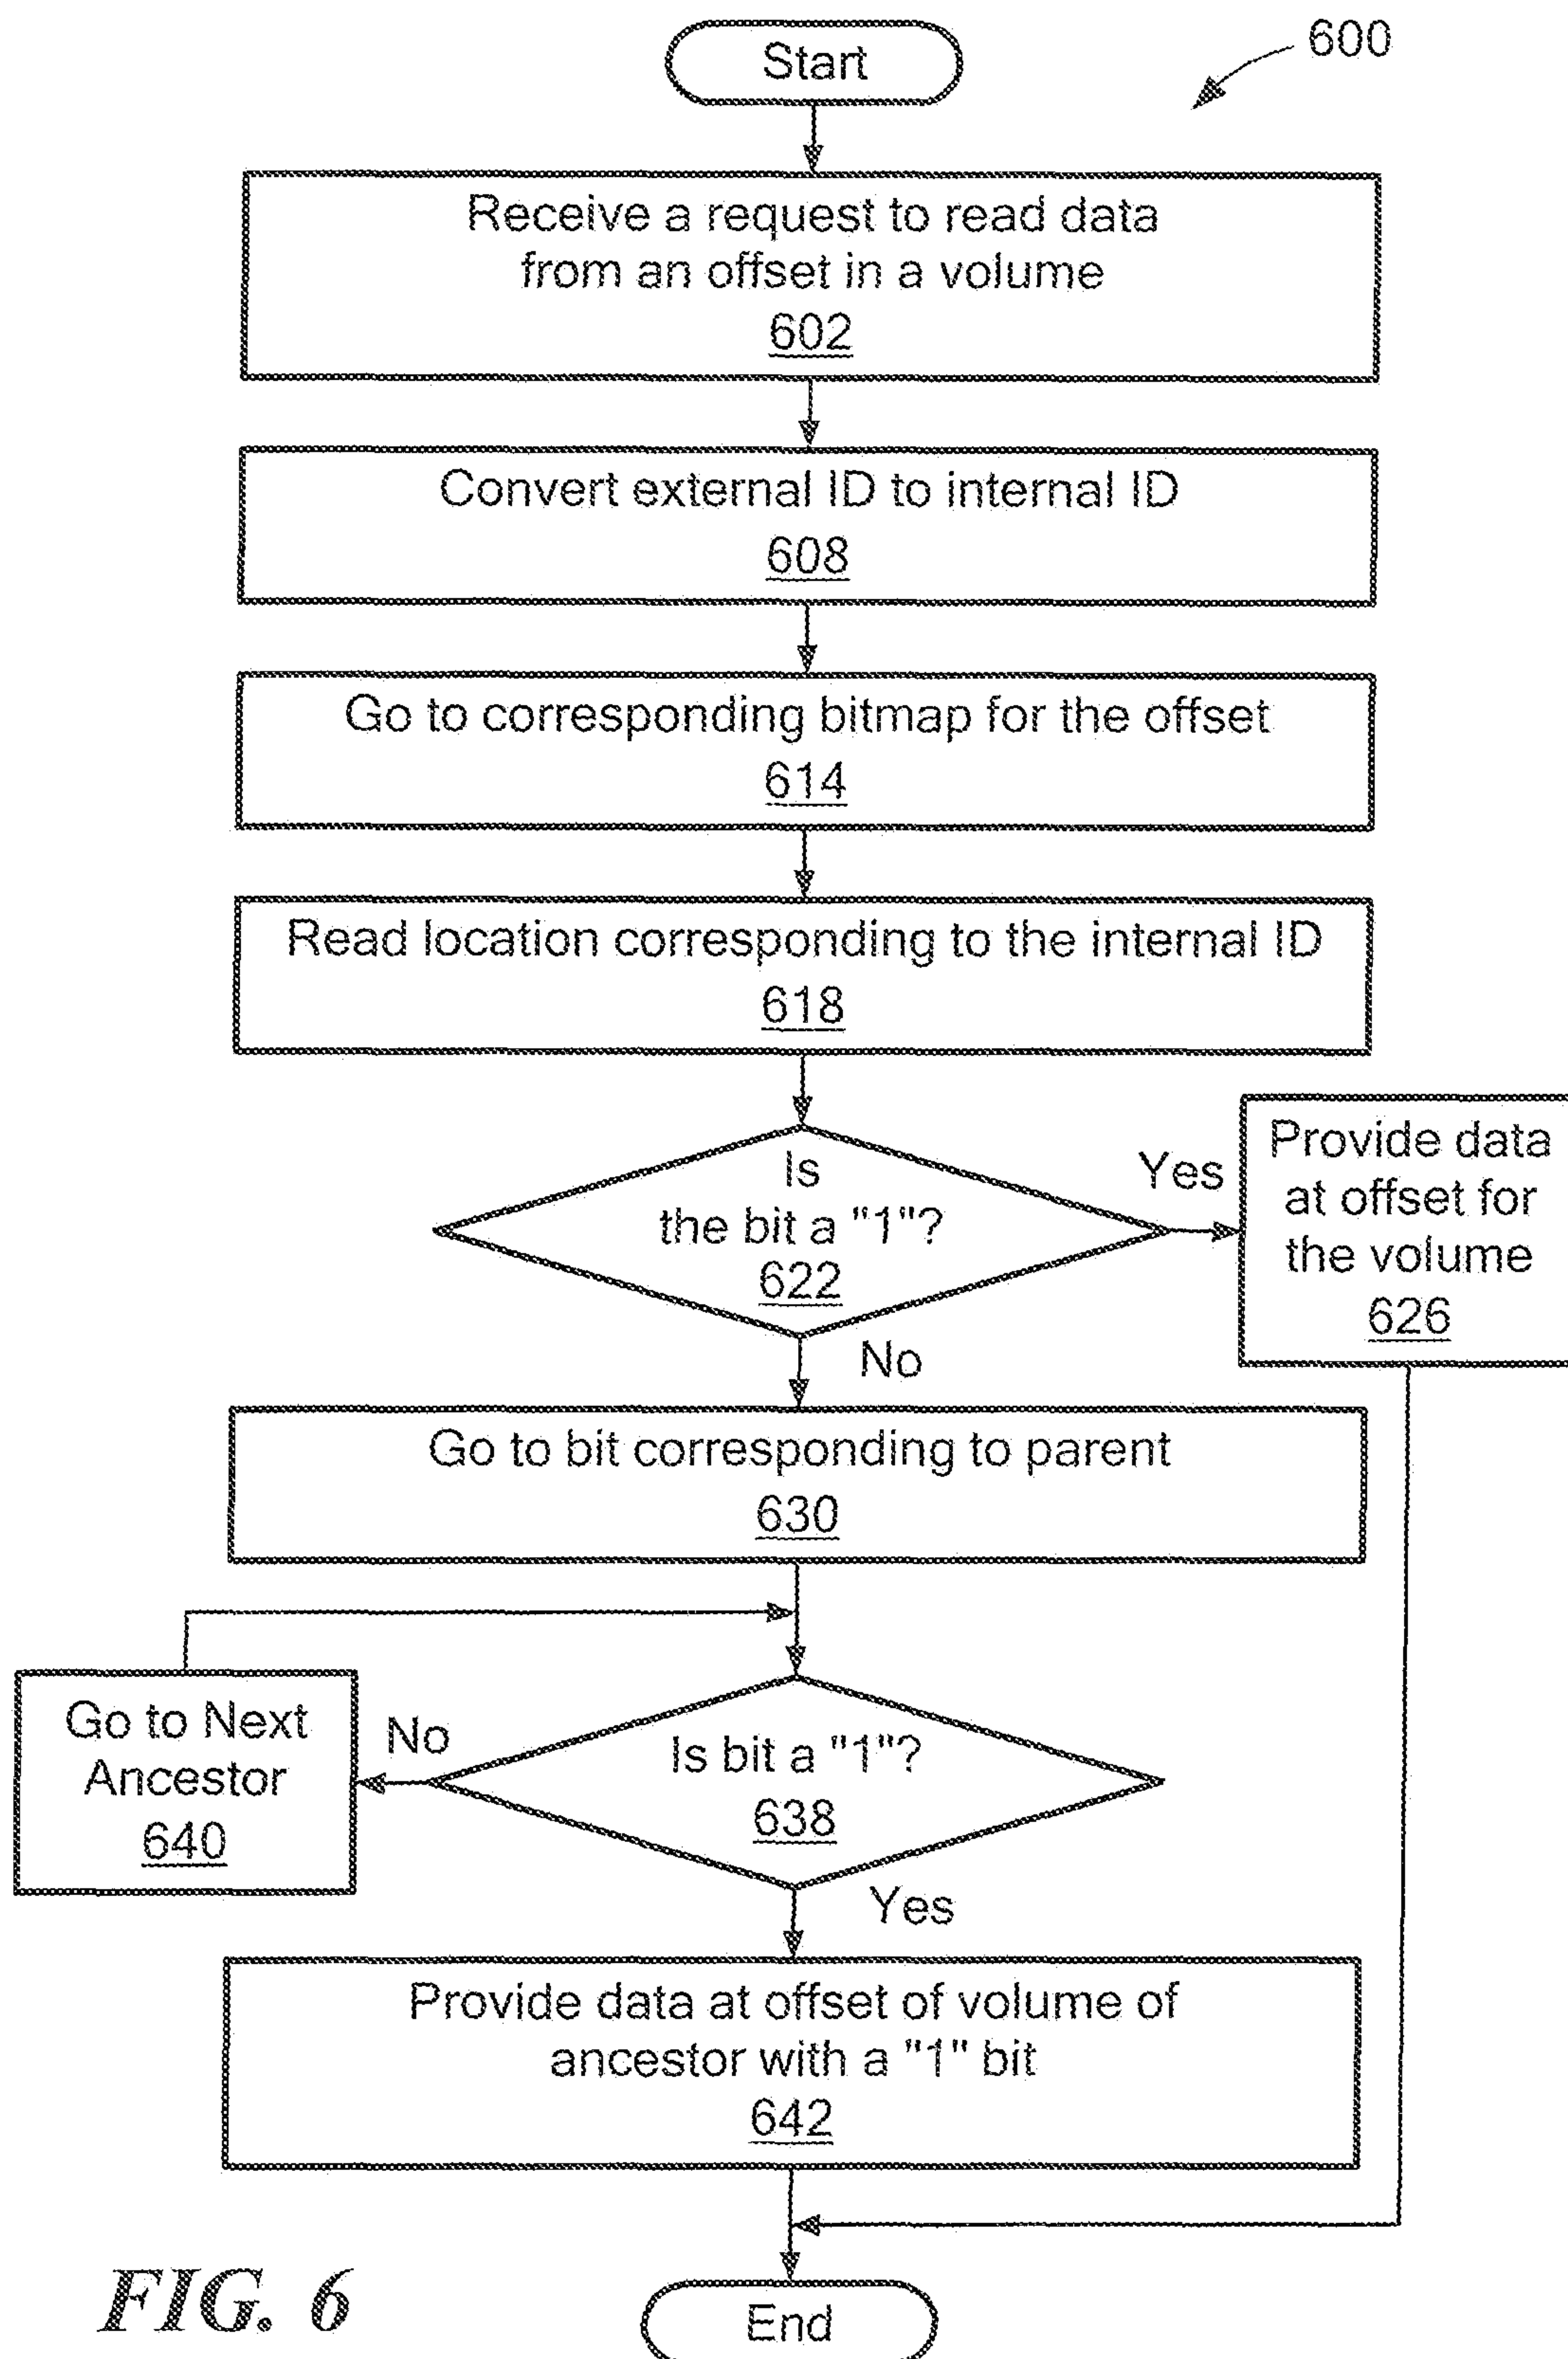 Start
600
Receive a request to read data
from an offset in a volume
602
Convert external ID to internal ID
608
Go to corresponding bitmap for the offset
614
Read location corresponding to the internal ID
618
Is
the bit a "1"?
622
Yes
Provide data
at offset for
the volume
626
No
Go to bit corresponding to parent
630
Is bit a "1"?
638
No
Go to Next
Ancestor
640
Yes
Provide data at offset of volume of
ancestor with a "1" bit
642
End
FIG. 6